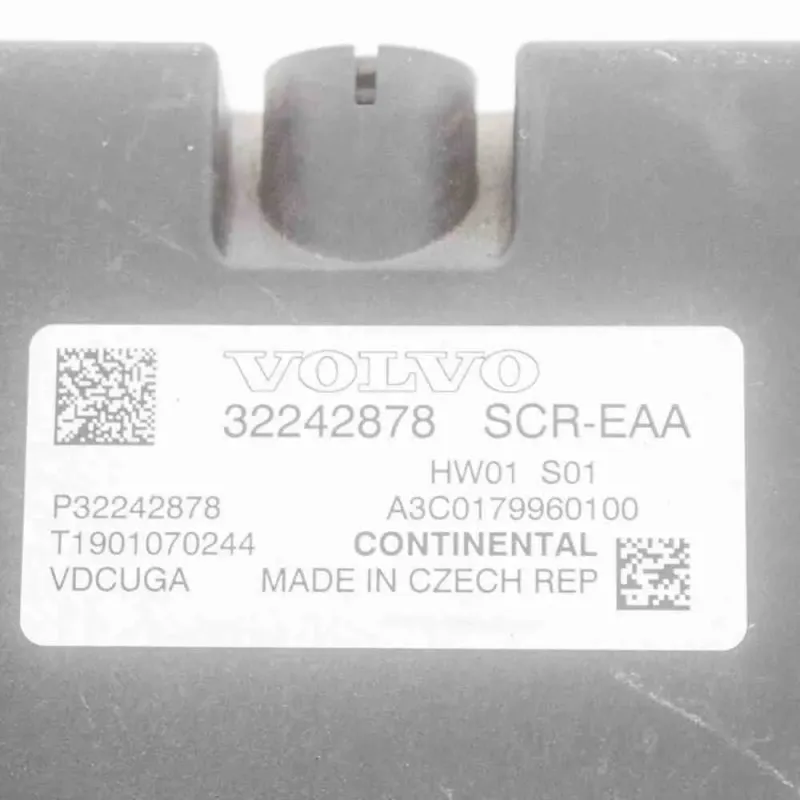 VOLVO
32242878 SCR-EAA
HW01 S01
P32242878 A3C0179960100
T1901070244 CONTINENTAL
VDCUGA MADE IN CZECH REP